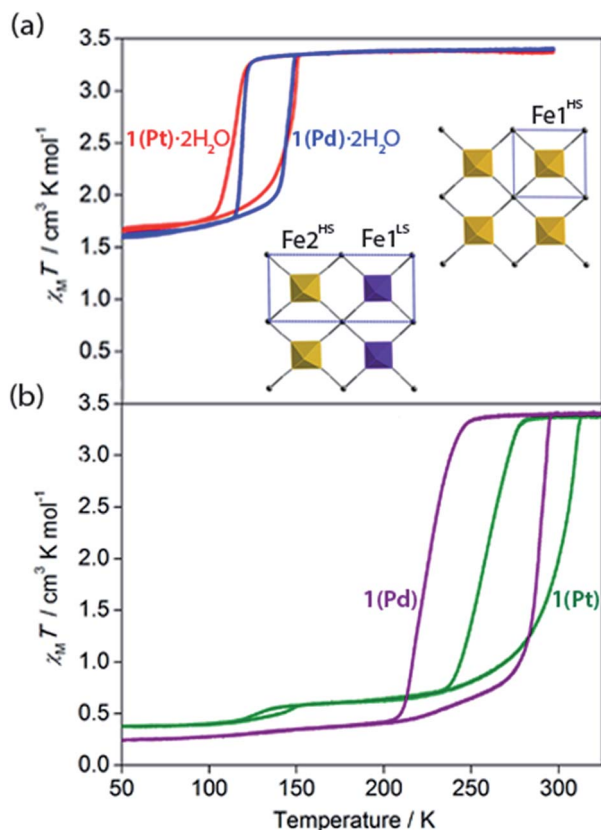 (a)
3.5
3.0
2.5
2.0
1.5
1.0
0.5
χ_M T / cm³ K mol⁻¹
1(Pt)·2H₂O
1(Pd)·2H₂O
Fe1ᴴˢ
Fe2ᴴˢ
Fe1ᴸˢ
(b)
3.5
3.0
2.5
2.0
1.5
1.0
0.5
0.0
χ_M T / cm³ K mol⁻¹
1(Pd)
1(Pt)
50 100 150 200 250 300
Temperature / K